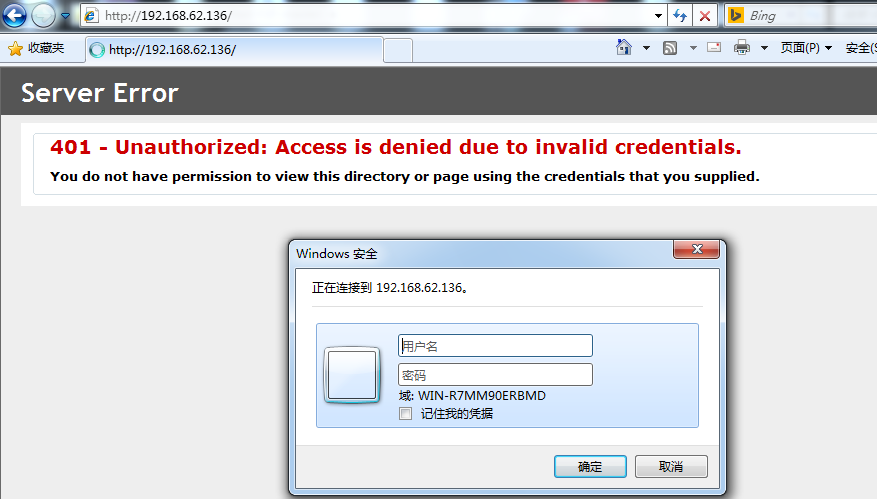 http://192.168.62.136/
Bing
收藏夹
http://192.168.62.136/
页面(P)
安全(S
Server Error
401 - Unauthorized: Access is denied due to invalid credentials.
You do not have permission to view this directory or page using the credentials that you supplied.
Windows 安全
正在连接到 192.168.62.136。
用户名
密码
域: WIN-R7MM90ERBMD
记住我的凭据
确定
取消